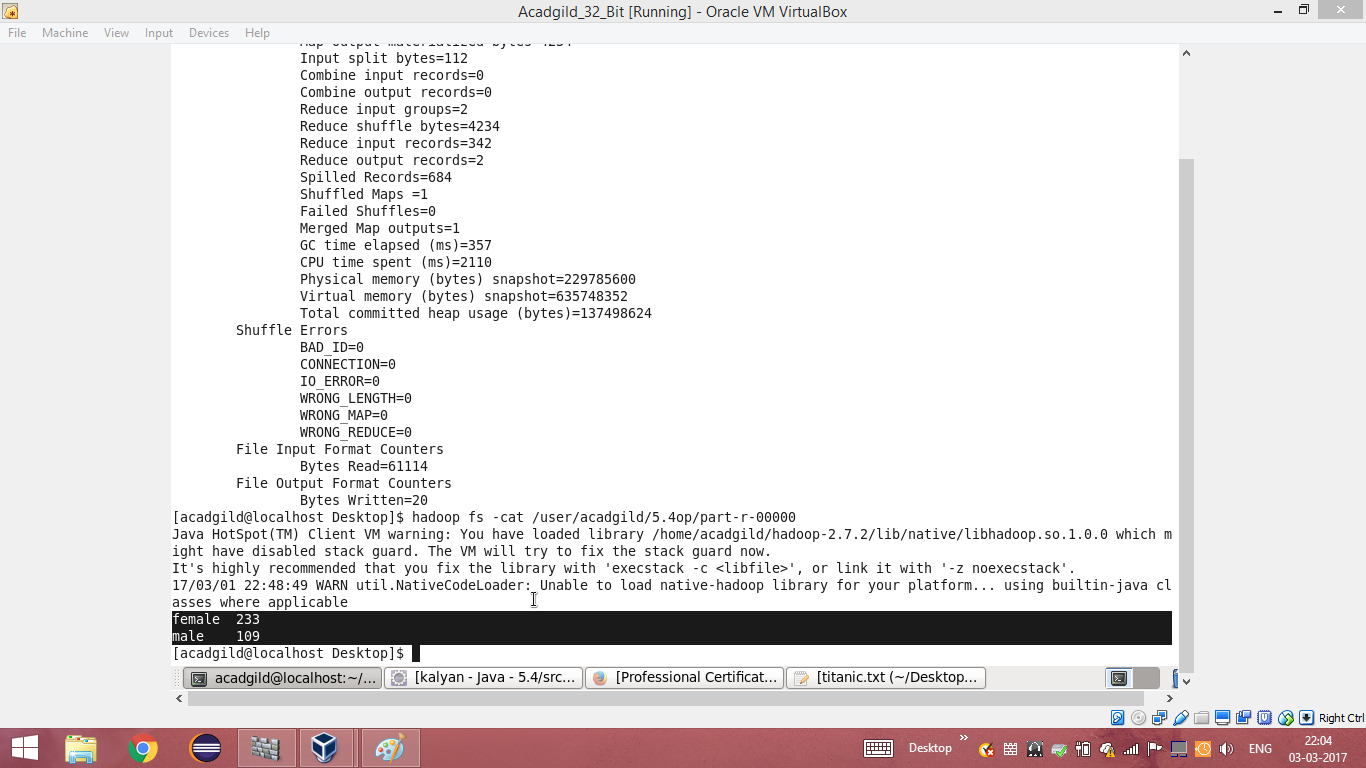 Acadgild_32_Bit [Running] - Oracle VM VirtualBox
File Machine View Input Devices Help
Map output materialized bytes=4234
Input split bytes=112
Combine input records=0
Combine output records=0
Reduce input groups=2
Reduce shuffle bytes=4234
Reduce input records=342
Reduce output records=2
Spilled Records=684
Shuffled Maps =1
Failed Shuffles=0
Merged Map outputs=1
GC time elapsed (ms)=357
CPU time spent (ms)=2110
Physical memory (bytes) snapshot=229785600
Virtual memory (bytes) snapshot=635748352
Total committed heap usage (bytes)=137498624
Shuffle Errors
BAD_ID=0
CONNECTION=0
IO_ERROR=0
WRONG_LENGTH=0
WRONG_MAP=0
WRONG_REDUCE=0
File Input Format Counters
Bytes Read=61114
File Output Format Counters
Bytes Written=20
[acadgild@localhost Desktop]$ hadoop fs -cat /user/acadgild/5.4op/part-r-00000
Java HotSpot(TM) Client VM warning: You have loaded library /home/acadgild/hadoop-2.7.2/lib/native/libhadoop.so.1.0.0 which m
ight have disabled stack guard. The VM will try to fix the stack guard now.
It's highly recommended that you fix the library with 'execstack -c <libfile>', or link it with '-z noexecstack'.
17/03/01 22:48:49 WARN util.NativeCodeLoader: Unable to load native-hadoop library for your platform... using builtin-java cl
asses where applicable
female 233
male 109
[acadgild@localhost Desktop]$
acadgild@localhost:~/... [kalyan - Java - 5.4/src... [Professional Certificat... [titanic.txt (~/Desktop...
Right Ctrl
Desktop » ENG 22:04
03-03-2017